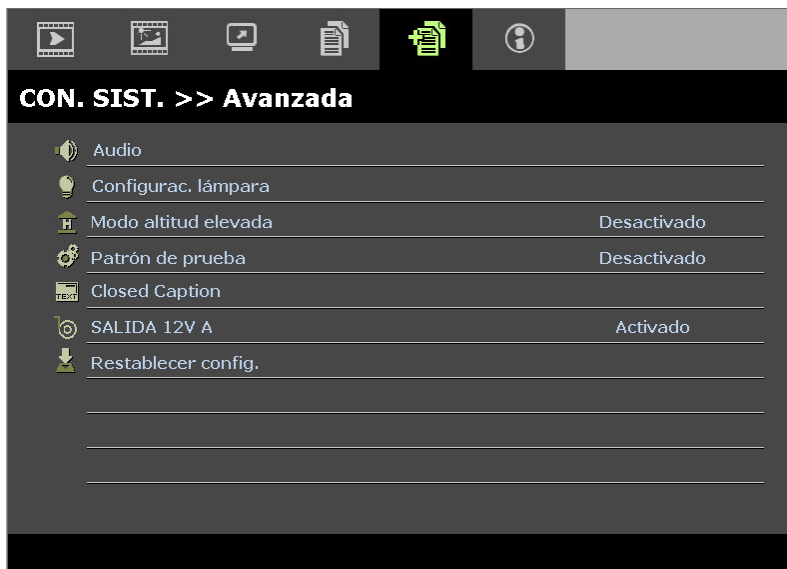 CON. SIST. >> Avanzada
Audio
Configurac. lámpara
H
Modo altitud elevada Desactivado
Patrón de prueba Desactivado
TEXT
Closed Caption
SALIDA 12V A Activado
Restablecer config.